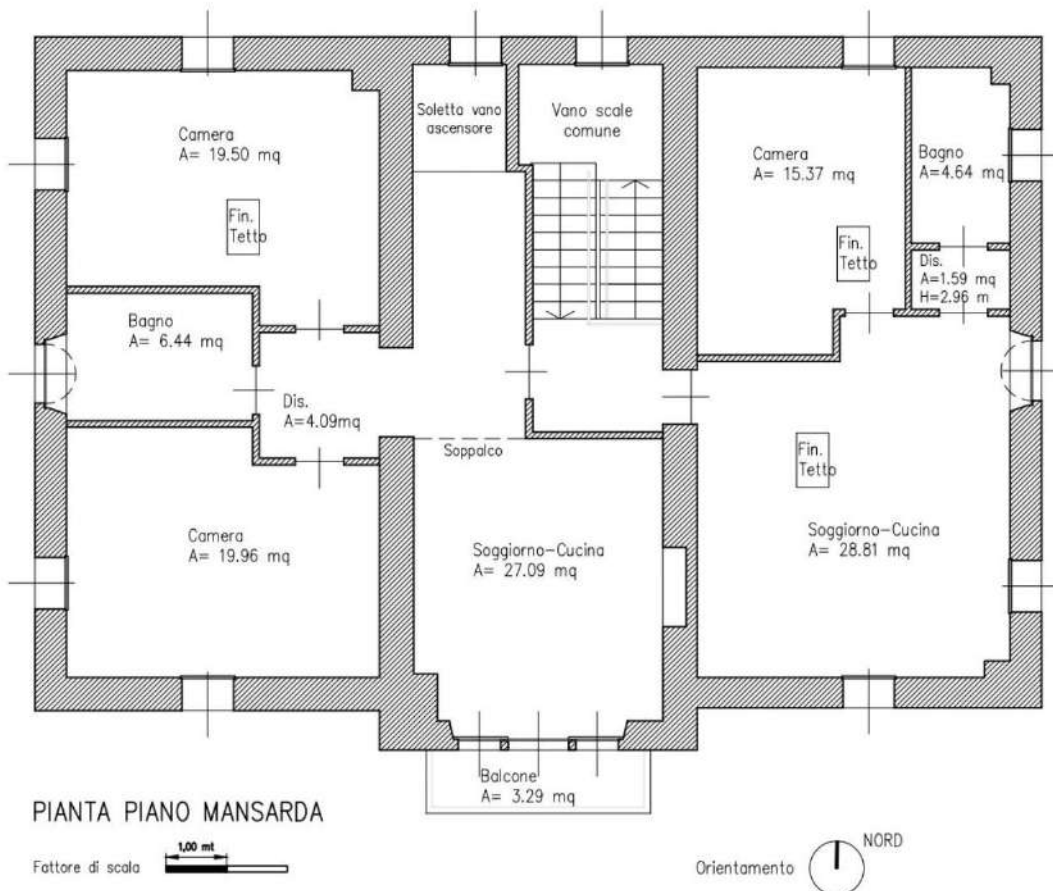 Soletta vano
ascensore
Vano scale
comune
Camera
A= 19.50 mq
Camera
A= 15.37 mq
Bagno
A=4.64 mq
Fin.
Tetto
Fin.
Tetto
Dis.
A=1.59 mq
H=2.96 m
Bagno
A= 6.44 mq
Dis.
A=4.09mq
Soppalco
Fin.
Tetto
Camera
A= 19.96 mq
Soggiorno-Cucina
A= 27.09 mq
Soggiorno-Cucina
A= 28.81 mq
Balcone
A= 3.29 mq
PIANTA PIANO MANSARDA
Fattore di scala
1,00 mt
Orientamento
NORD